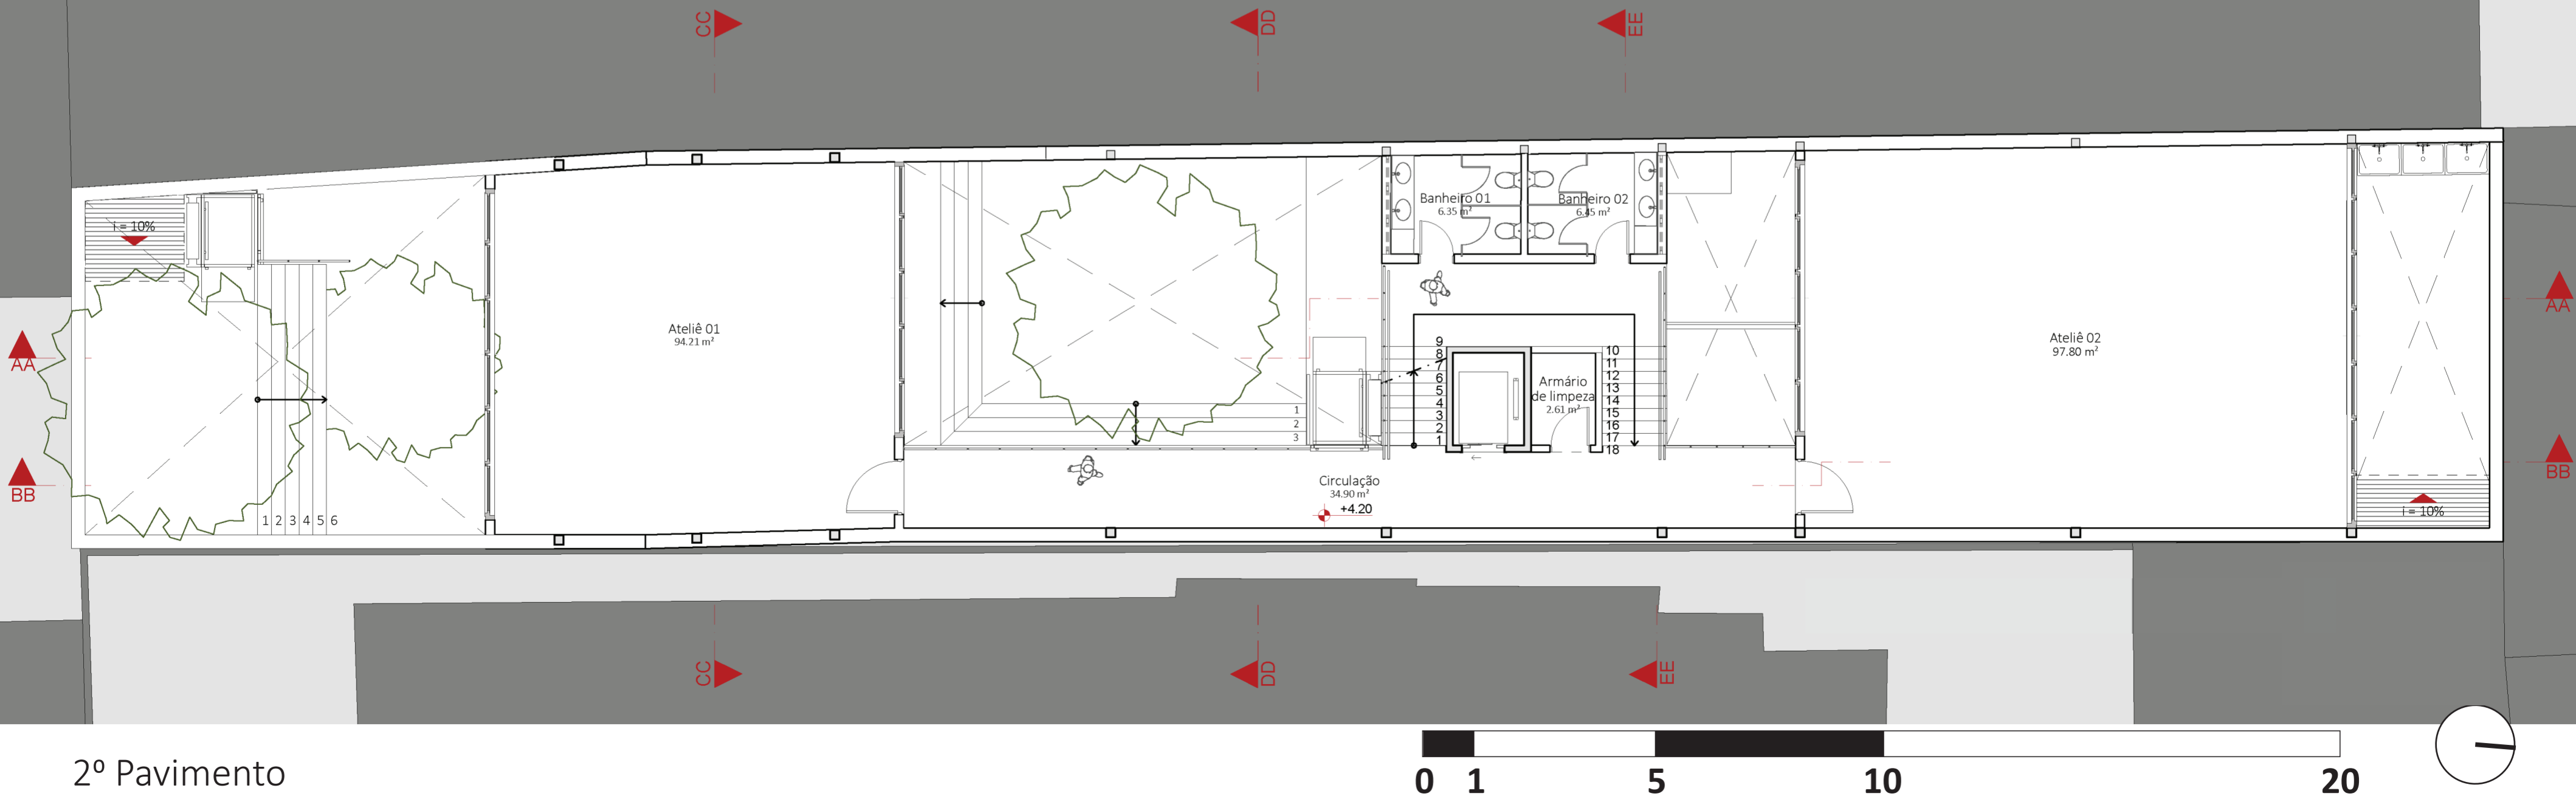 CC
DD
EE
i = 10%
Banheiro 01
6.35 m²
Banheiro 02
6.45 m²
AA
AA
Ateliê 01
94.21 m²
Ateliê 02
97.80 m²
9
8
7
6
5
4
3
2
1
10
11
12
13
14
15
16
17
18
Armário
de limpeza
2.61 m²
1
2
3
BB
BB
Circulação
34.90 m²
+4.20
1 2 3 4 5 6
i = 10%
CC
DD
EE
2º Pavimento
0 1 5 10 20